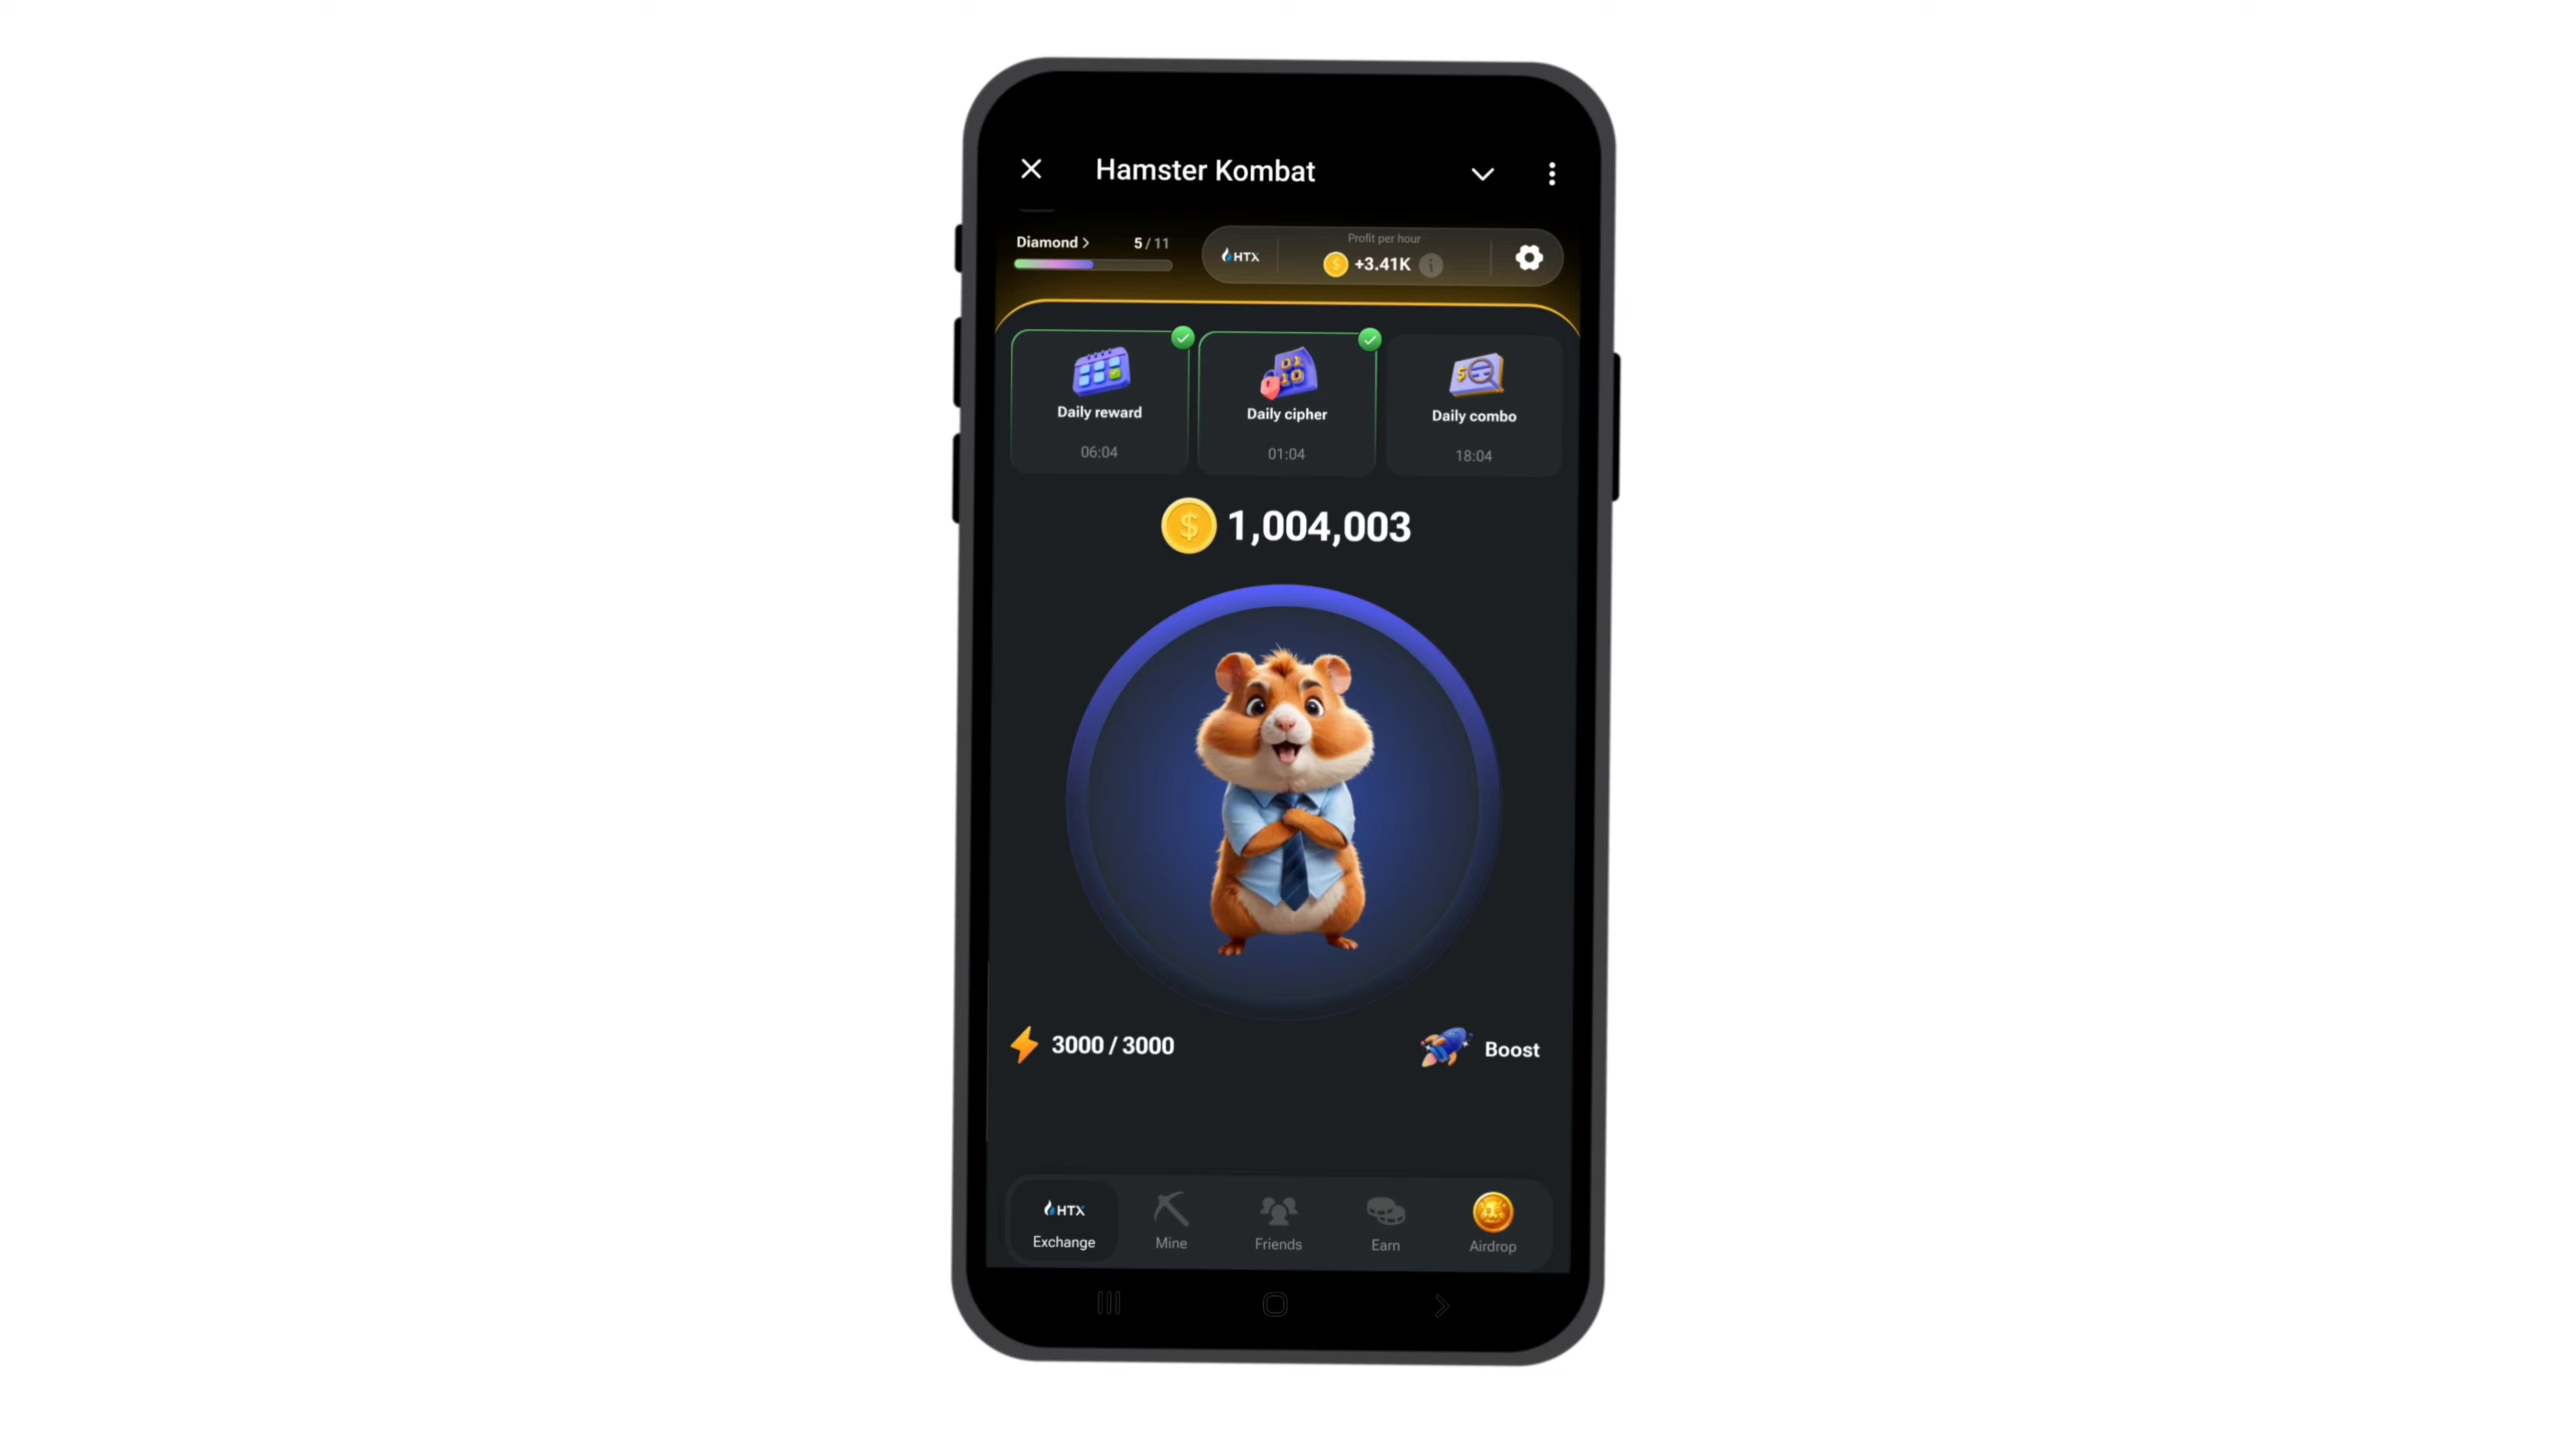 Hamster Kombat
Diamond > 5 / 11
HTX
Profit per hour
+3.41K
Daily reward
06:04
Daily cipher
01:04
Daily combo
18:04
1,004,003
3000 / 3000
Boost
HTX
Exchange
Mine
Friends
Earn
Airdrop